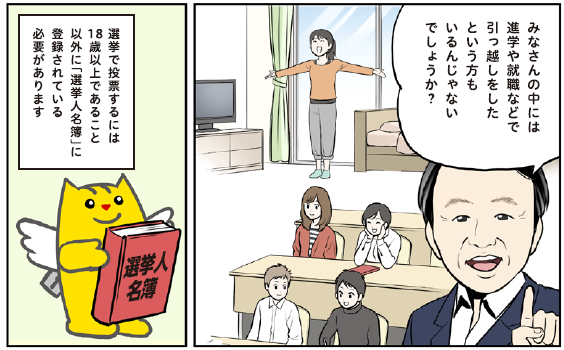 みなさんの中には
進学や就職などで
引っ越しをした
という方も
いるんじゃない
でしょうか？
選挙で投票するには
18歳以上であること
以外に「選挙人名簿」に
登録されている
必要があります
選挙人
名簿